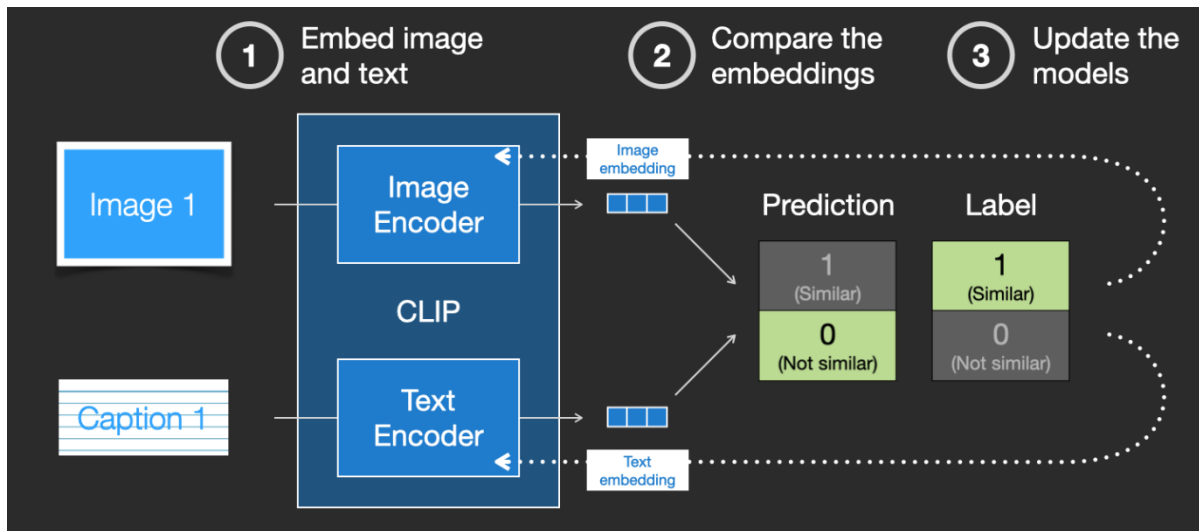 1 Embed image
and text
2 Compare the
embeddings
3 Update the
models
Image 1
Image
Encoder
Image
embedding
Prediction
Label
1
(Similar)
0
(Not similar)
1
(Similar)
0
(Not similar)
CLIP
Caption 1
Text
Encoder
Text
embedding